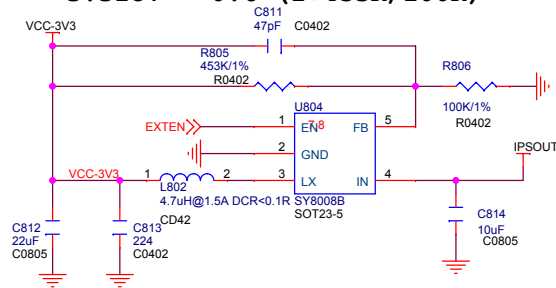 VCC-3V3
C811
47pF
C0402
R805
453K/1%
R0402
R806
100K/1%
R0402
U804
EXTEN
1
EN
7,8
FB
5
2
GND
IPSOUT
VCC-3V3
1
2
3
LX
IN
4
L802
4.7uH@1.5A DCR<0.1R
SY8008B
SOT23-5
CD42
C812
22uF
C0805
C813
224
C0402
C814
10uF
C0805